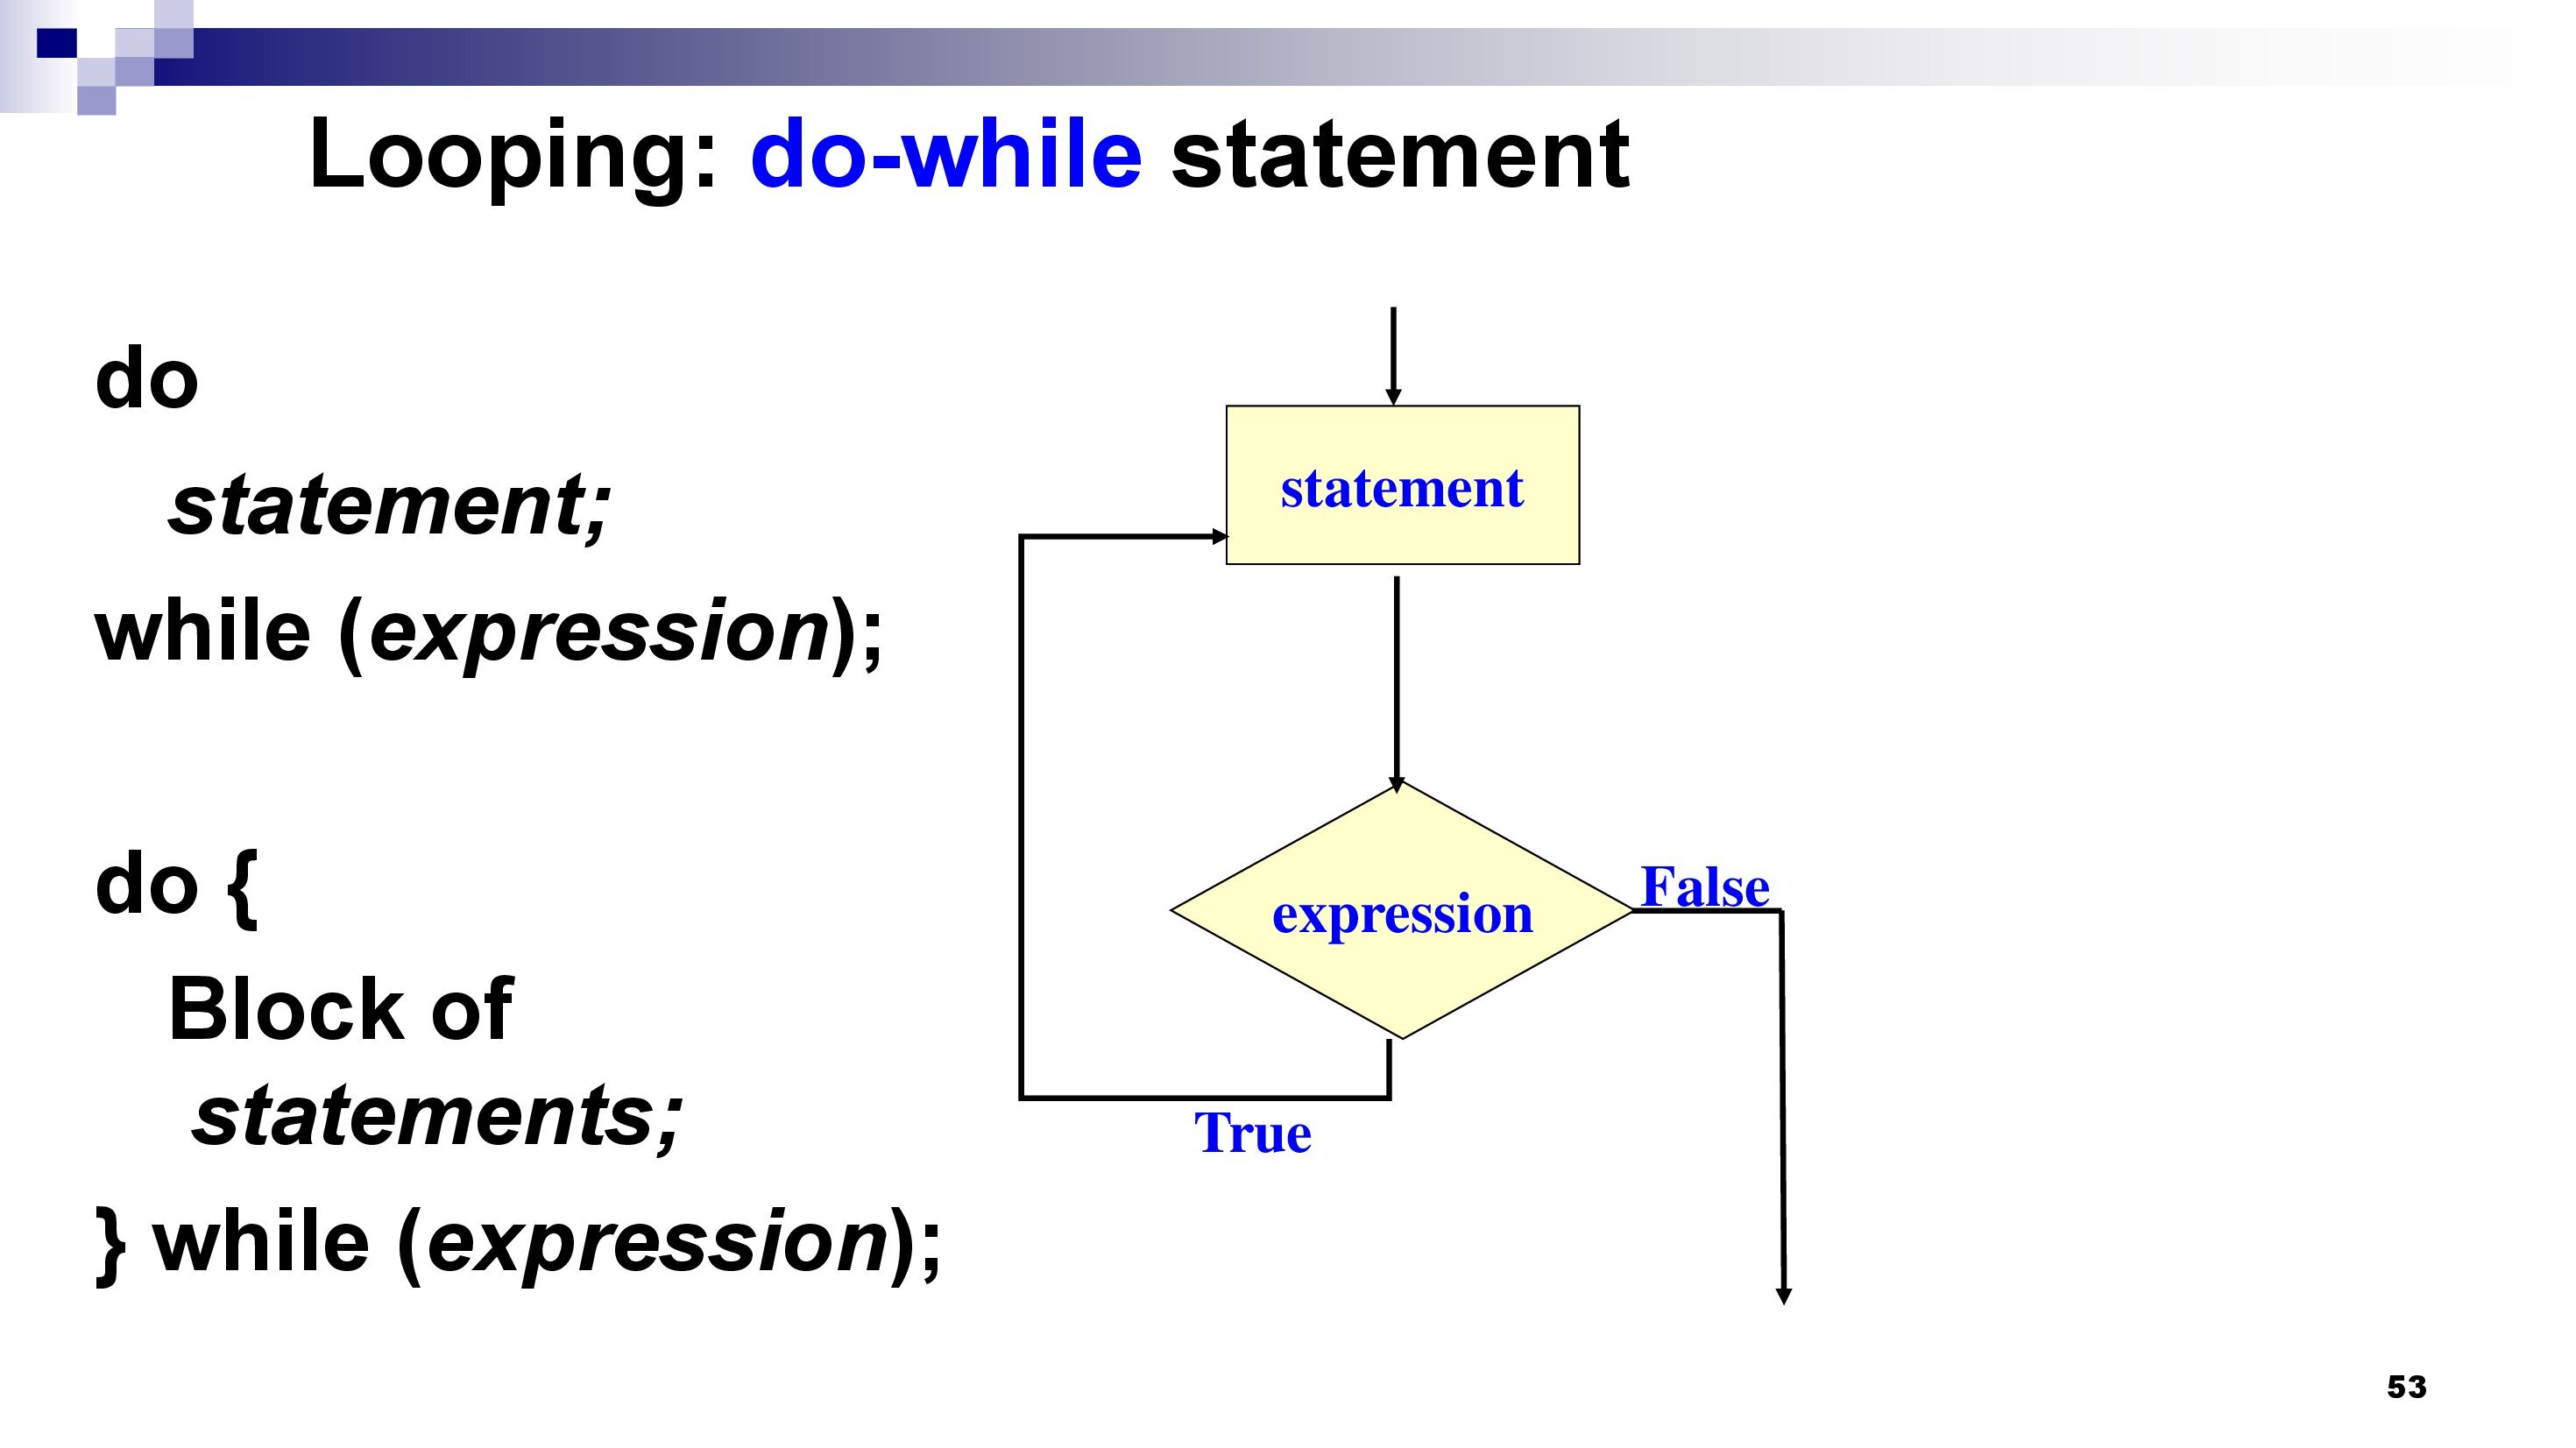 Looping: do-while statement
do
statement;
while (expression);
do {
Block of
statements;
} while (expression);
statement
expression
False
True
53